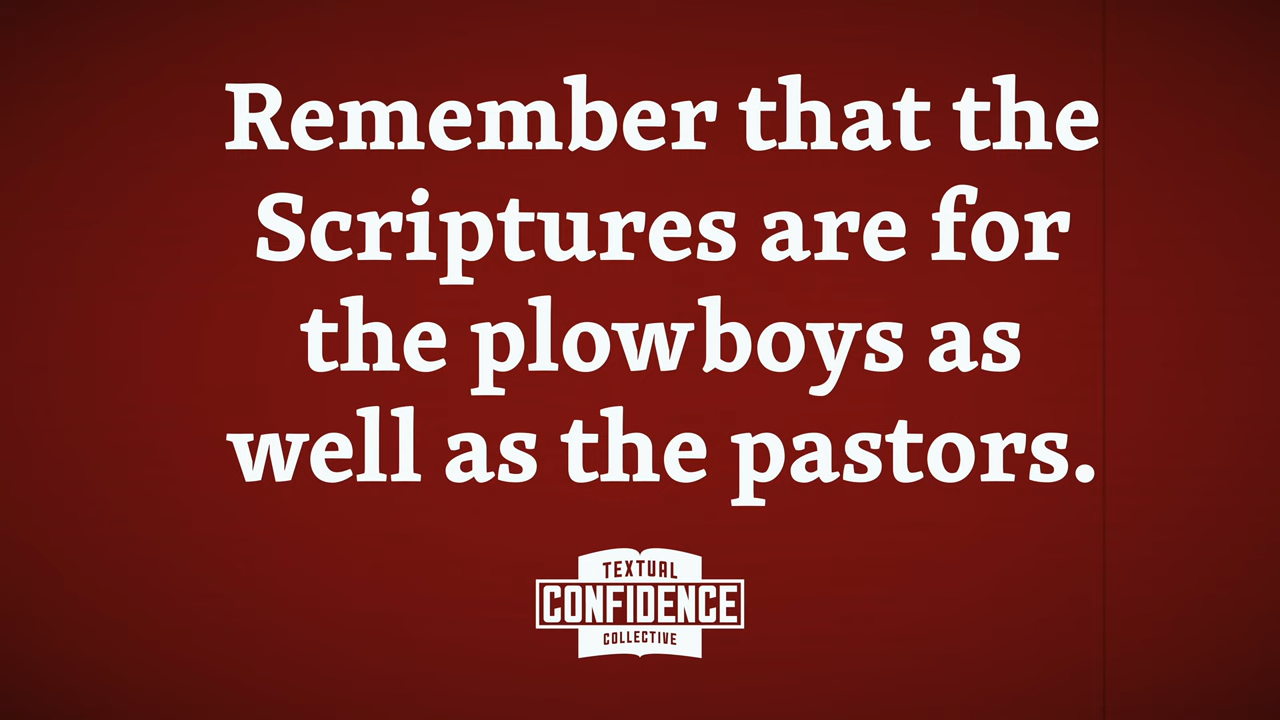 Remember that the
Scriptures are for
the plowboys as
well as the pastors.
TEXTUAL
CONFIDENCE
COLLECTIVE